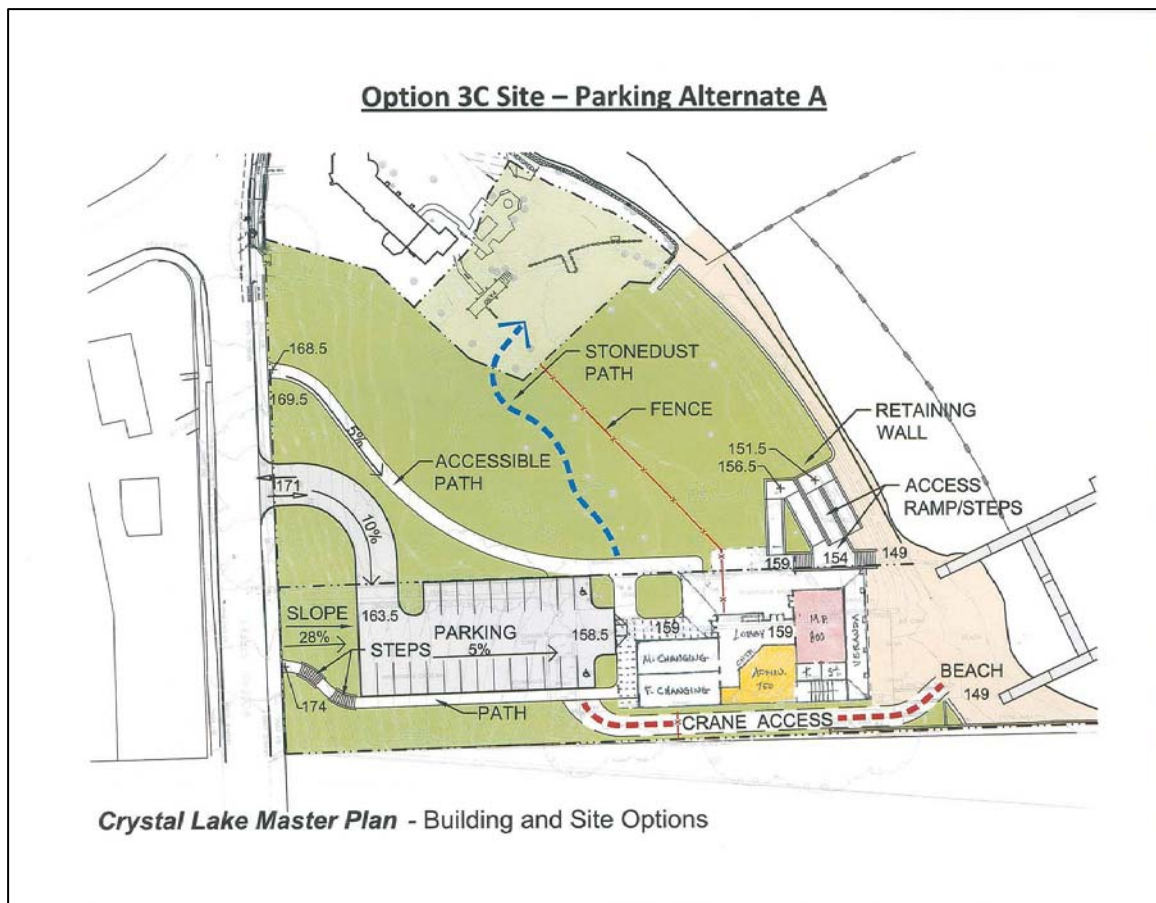 Option 3C Site – Parking Alternate A
168.5
169.5
5%
ACCESSIBLE
PATH
STONEDUST
PATH
FENCE
RETAINING
WALL
151.5
156.5
ACCESS
RAMP/STEPS
171
10%
159
154
149
SLOPE
28%
163.5
PARKING
5%
158.5
STEPS
159
LOBBY
159
M.P.
800
M. CHANGING
F. CHANGING
ADMIN.
750
VERANDA
BEACH
149
174
PATH
CRANE ACCESS
Crystal Lake Master Plan - Building and Site Options